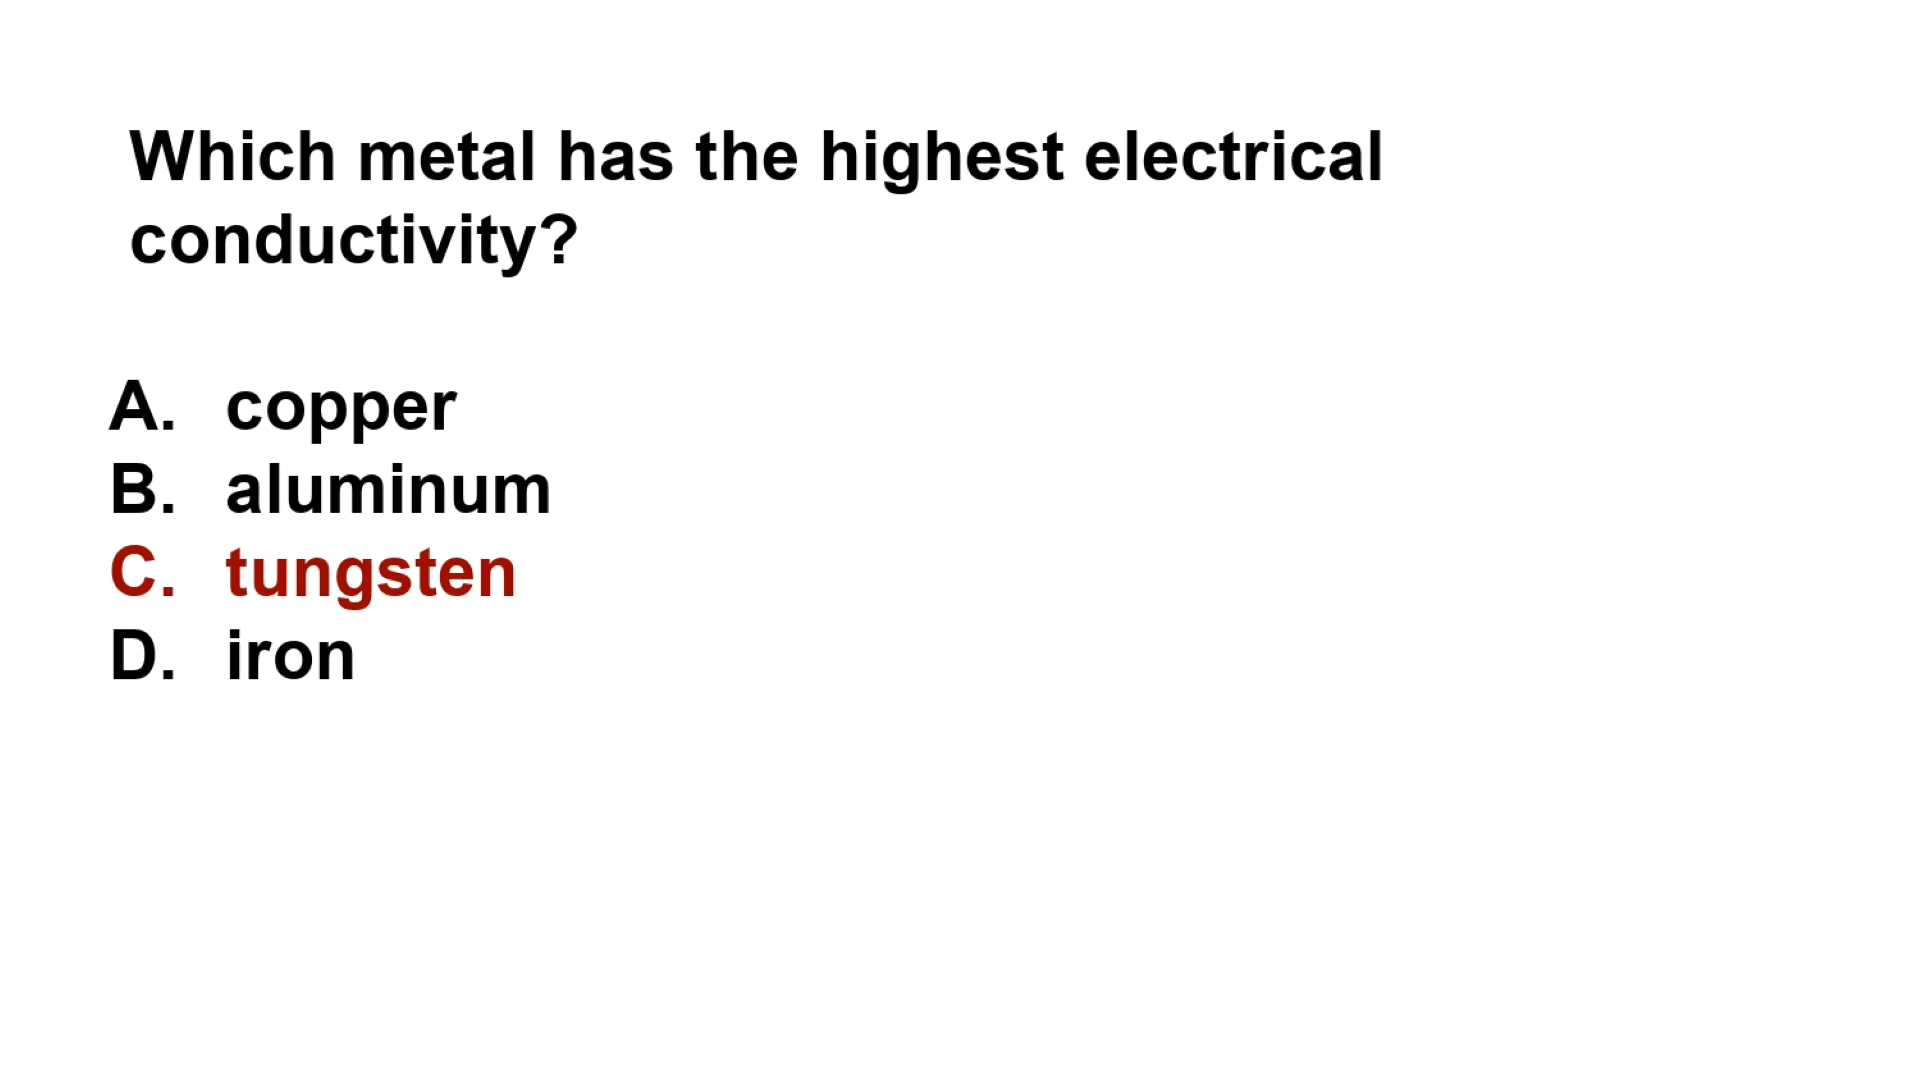 Which metal has the highest electrical
conductivity?
A. copper
B. aluminum
C. tungsten
D. iron